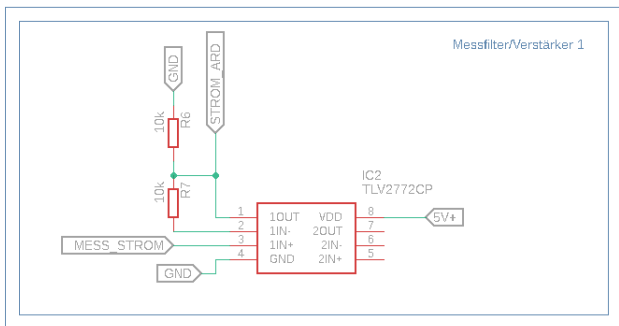 Messfilter/Verstärker 1
GND
STROM_ARD
10k
R6
10k
R7
IC2
TLV2772CP
1 1OUT VDD 8 5V+
2 1IN- 2OUT 7
MESS_STROM 3 1IN+ 2IN- 6
GND 4 GND 2IN+ 5